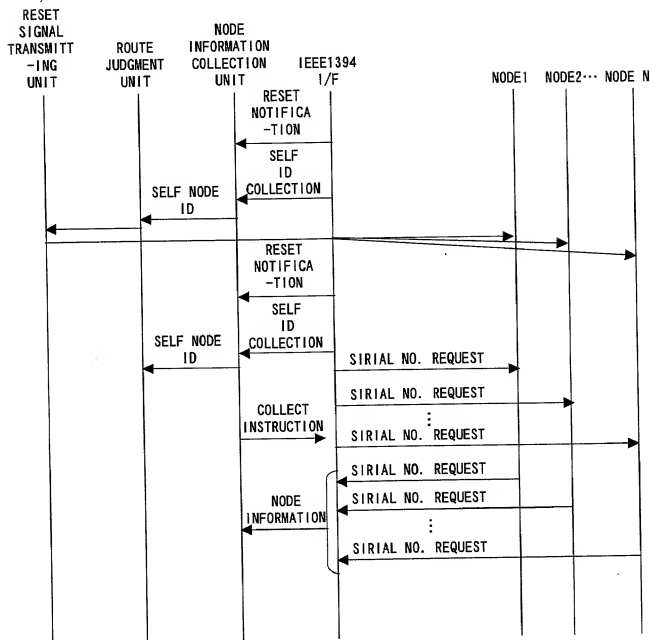 RESET
SIGNAL
TRANSMITT
-ING
UNIT
ROUTE
JUDGMENT
UNIT
NODE
INFORMATION
COLLECTION
UNIT
IEEE1394
I/F
NODE1
NODE2··· NODE N
RESET
NOTIFICA
-TION
SELF
ID
COLLECTION
SELF NODE
ID
RESET
NOTIFICA
-TION
SELF
ID
COLLECTION
SELF NODE
ID
SIRIAL NO. REQUEST
SIRIAL NO. REQUEST
COLLECT
INSTRUCTION
SIRIAL NO. REQUEST
SIRIAL NO. REQUEST
SIRIAL NO. REQUEST
NODE
INFORMATION
SIRIAL NO. REQUEST